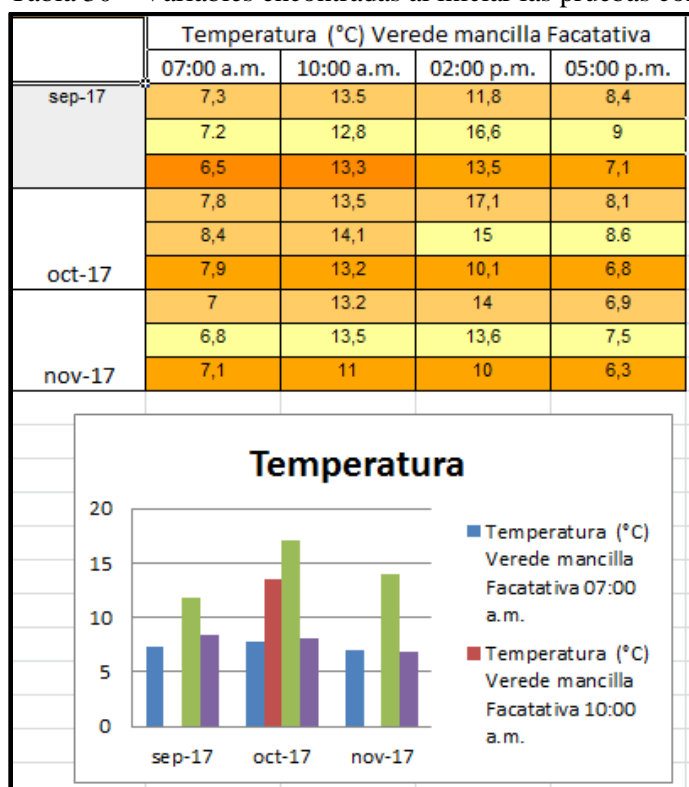 Temperatura (°C) Verede mancilla Facatativa
07:00 a.m. 10:00 a.m. 02:00 p.m. 05:00 p.m.
sep-17 7,3 13.5 11,8 8,4
7.2 12,8 16,6 9
6,5 13,3 13,5 7,1
7,8 13,5 17,1 8,1
8,4 14,1 15 8.6
oct-17 7,9 13,2 10,1 6,8
7 13.2 14 6,9
6,8 13,5 13,6 7,5
nov-17 7,1 11 10 6,3
Temperatura
20
15
10
5
0
sep-17 oct-17 nov-17
Temperatura (°C)
Verede mancilla
Facatativa 07:00
a.m.
Temperatura (°C)
Verede mancilla
Facatativa 10:00
a.m.